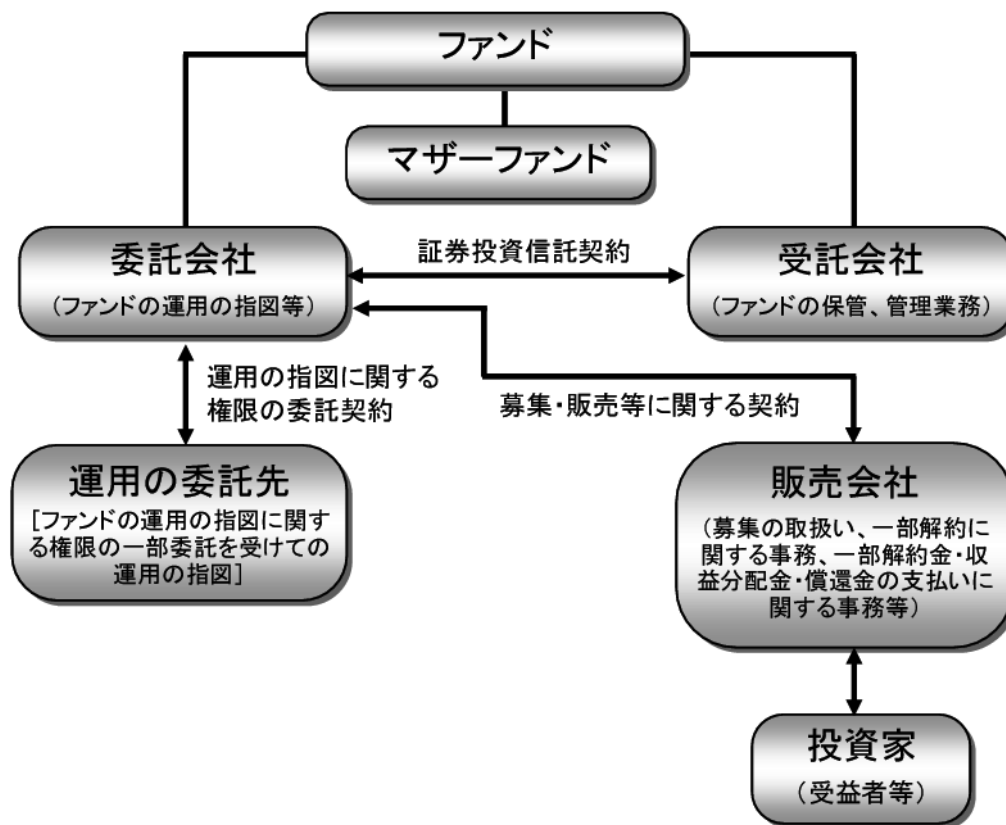 ファンド
マザーファンド
委託会社
(ファンドの運用の指図等)
証券投資信託契約
受託会社
(ファンドの保管、管理業務)
運用の指図に関する
権限の委託契約
募集・販売等に関する契約
運用の委託先
[ファンドの運用の指図に関す
る権限の一部委託を受けての
運用の指図]
販売会社
(募集の取扱い、一部解約に
関する事務、一部解約金・収
益分配金・償還金の支払いに
関する事務等)
投資家
(受益者等)